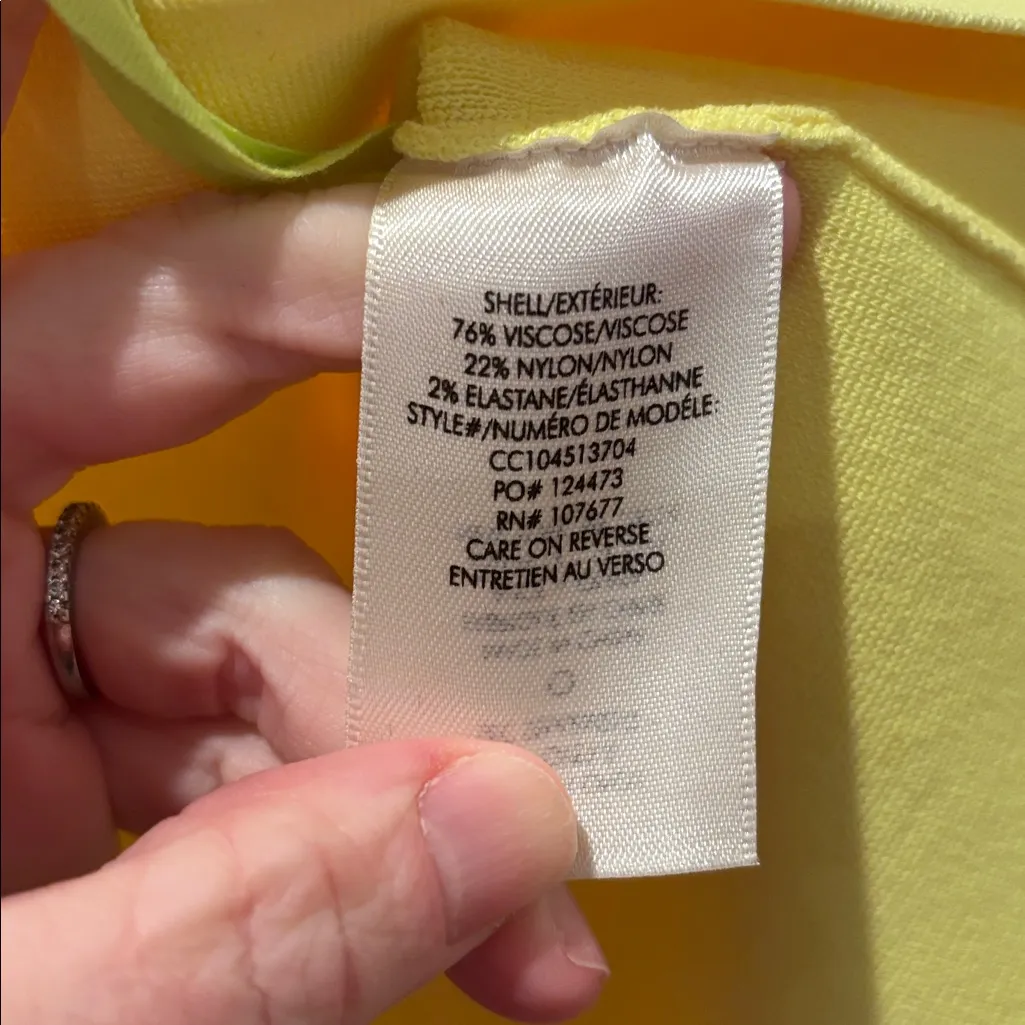 SHELL/EXTÉRIEUR:
76% VISCOSE/VISCOSE
22% NYLON/NYLON
2% ELASTANE/ÉLASTHANNE
STYLE#/NUMÉRO DE MODÉLE:
CC104513704
PO# 124473
RN# 107677
CARE ON REVERSE
ENTRETIEN AU VERSO